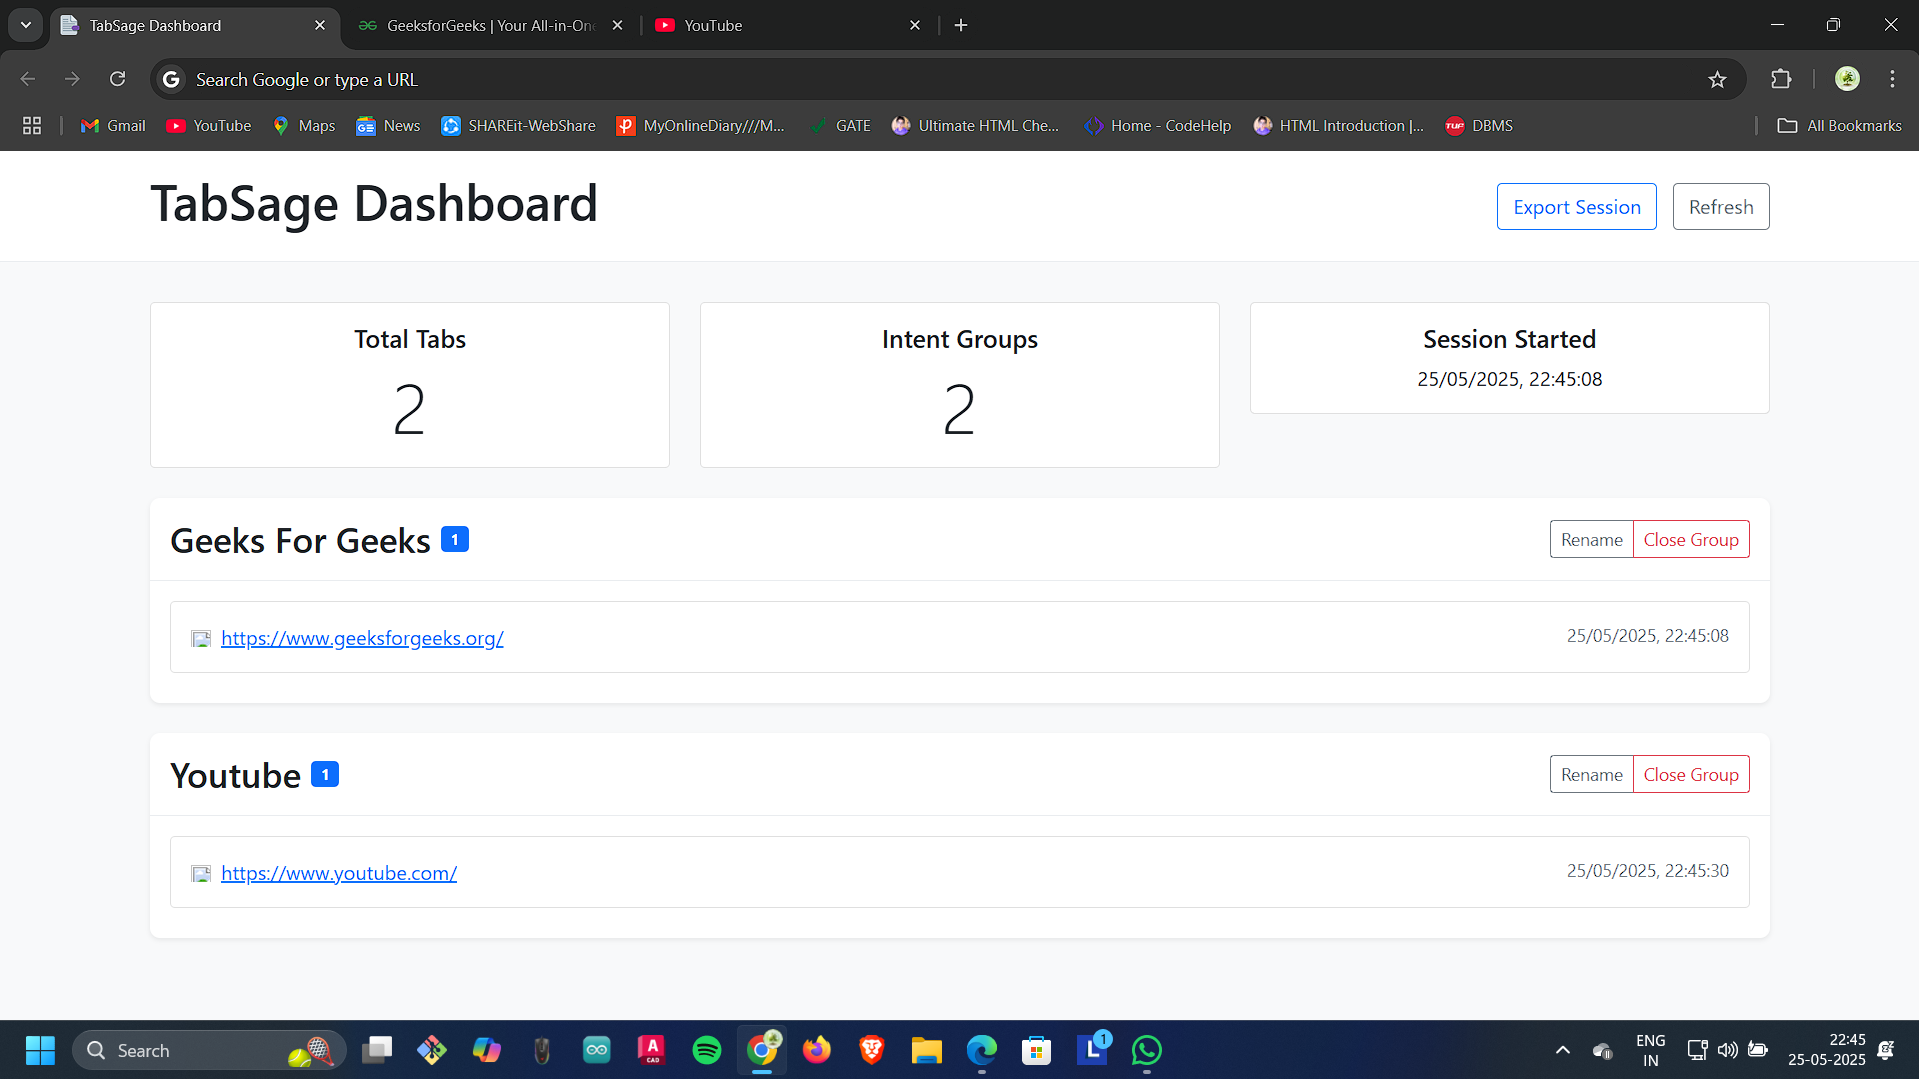 TabSage Dashboard
GeeksforGeeks | Your All-in-One
YouTube
Search Google or type a URL
Gmail
YouTube
Maps
News
SHAREit-WebShare
MyOnlineDiary///M...
GATE
Ultimate HTML Che...
Home - CodeHelp
HTML Introduction |...
DBMS
All Bookmarks
TabSage Dashboard
Export Session
Refresh
Total Tabs
2
Intent Groups
2
Session Started
25/05/2025, 22:45:08
Geeks For Geeks 1
Rename
Close Group
https://www.geeksforgeeks.org/
25/05/2025, 22:45:08
Youtube 1
Rename
Close Group
https://www.youtube.com/
25/05/2025, 22:45:30
Search
A
CAD
L
1
ENG
IN
22:45
25-05-2025